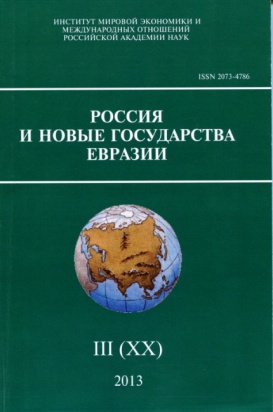 ИНСТИТУТ МИРОВОЙ ЭКОНОМИКИ И
МЕЖДУНАРОДНЫХ ОТНОШЕНИЙ
РОССИЙСКОЙ АКАДЕМИИ НАУК
ISSN 2073-4786
РОССИЯ
И НОВЫЕ ГОСУДАРСТВА
ЕВРАЗИИ
III (XX)
2013